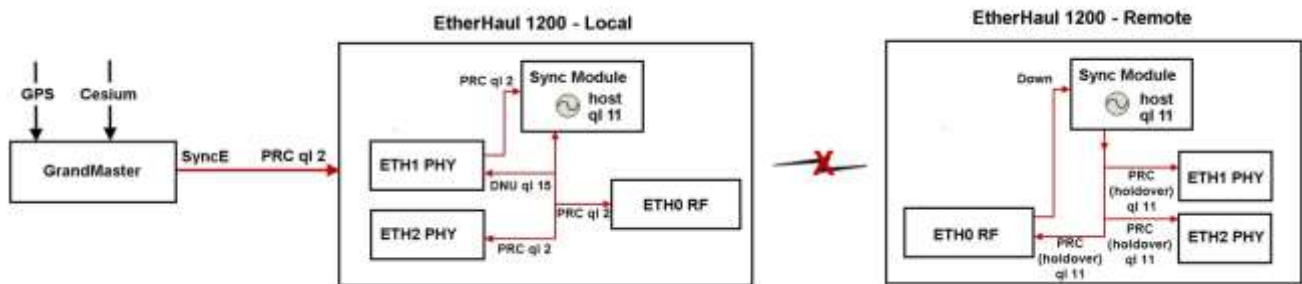 EtherHaul 1200 - Local
EtherHaul 1200 - Remote
GPS
Cesium
GrandMaster
SyncE
PRC ql 2
PRC ql 2
Sync Module
host
ql 11
ETH1 PHY
DNU ql 15
PRC ql 2
ETH0 RF
ETH2 PHY
PRC ql 2
X
Down
Sync Module
host
ql 11
PRC
(holdover)
ql 11
ETH1 PHY
ETH0 RF
PRC
(holdover)
ql 11
PRC
(holdover)
ql 11
ETH2 PHY